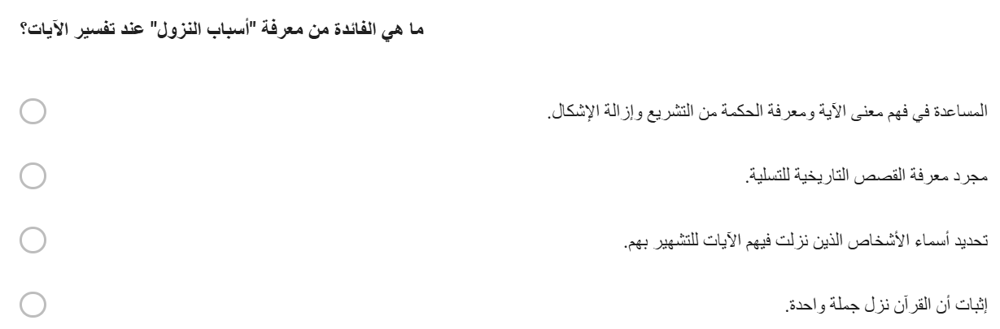 ما هي الفائدة من معرفة "أسباب النزول" عند تفسير الآيات؟
المساعدة في فهم معنى الآية ومعرفة الحكمة من التشريع وإزالة الإشكال.
مجرد معرفة القصص التاريخية للتسلية.
تحديد أسماء الأشخاص الذين نزلت فيهم الآيات للتشهير بهم.
إثبات أن القرآن نزل جملة واحدة.